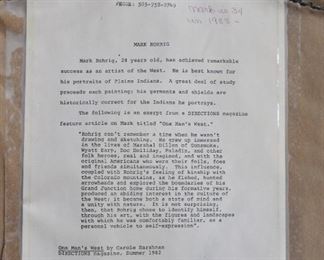 PHONE: 303-758-2749
Mark is 34
in 1988 -
MARK ROHRIG
Mark Rohrig, 28 years old, has achieved remarkable
success as an artist of the West. He is best known for
his portraits of Plains Indians. A great deal of study
proceeds each painting; his garments and shields are
historically correct for the Indians he portrays.
The following is an exerpt from a DIRECTIONS magazine
feature article on Mark titled "One Man's West."
"Rohrig can't remember a time when he wasn't
drawing and sketching. He grew up immersed
in the lives of Marshal Dillon of Gunsmoke,
Wyatt Earp, Doc Holliday, Paladin, and other
folk heroes, real and imagined, and with the
original Americans who were their foils, foes
and friends simultaneously. This influence,
coupled with Rohrig's feeling of kinship with
the Colorado mountains, as he fished, hunted
arrowheads and explored the boundaries of his
Grand Junction home during his formative years,
produced an abiding interest in the culture of
the West; it became both a state of mind and
a unity with nature. It is not surprising,
then, that Rohrig chose to identify himself,
through his art, with the figures and landscapes
with which he was comfortably familiar, as a
personal vehicle to self-expression".
One Man's West by Carole Harshman
DIRECTIONS magazine, Summer 1982